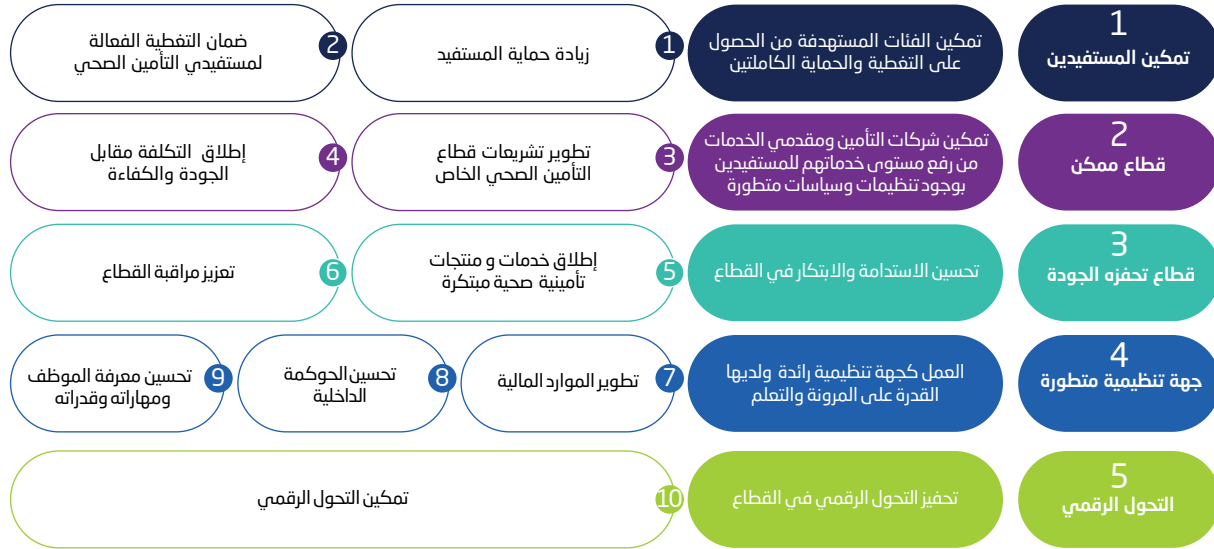 1
تمكين المستفيدين
تمكين الفئات المستهدفة من الحصول
على التغطية والحماية الكاملتين
1
زيادة حماية المستفيد
2
ضمان التغطية الفعالة
لمستفيدي التأمين الصحي
2
قطاع ممكن
تمكين شركات التأمين ومقدمي الخدمات
من رفع مستوى خدماتهم للمستفيدين
بوجود تنظيمات وسياسات متطورة
3
تطوير تشريعات قطاع
التأمين الصحي الخاص
4
إطلاق التكلفة مقابل
الجودة والكفاءة
3
قطاع تحفزه الجودة
تحسين الاستدامة والابتكار في القطاع
5
إطلاق خدمات و منتجات
تأمينية صحية مبتكرة
6
تعزيز مراقبة القطاع
4
جهة تنظيمية متطورة
العمل كجهة تنظيمية رائدة ولديها
القدرة على المرونة والتعلم
7
تطوير الموارد المالية
8
تحسين الحوكمة
الداخلية
9
تحسين معرفة الموظف
ومهاراته وقدراته
5
التحول الرقمي
تحفيز التحول الرقمي في القطاع
10
تمكين التحول الرقمي